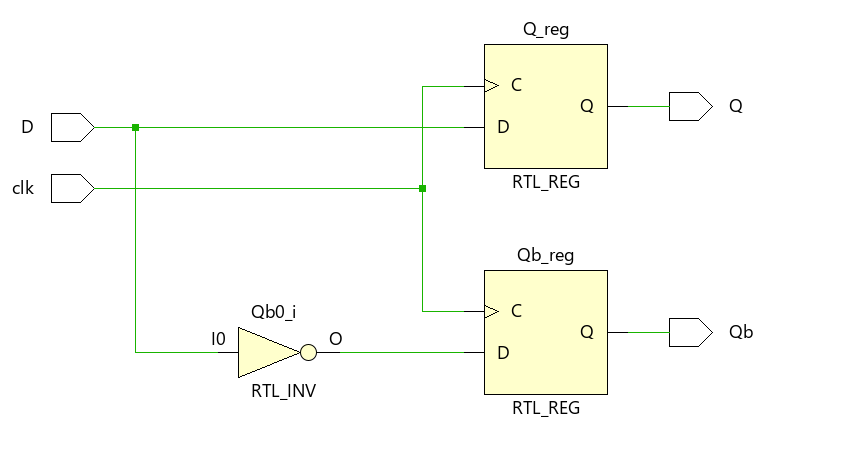 Q_reg
C
Q
Q
D
D
RTL_REG
clk
Qb_reg
C
Qb0_i
Q
Qb
I0
O
D
RTL_INV
RTL_REG